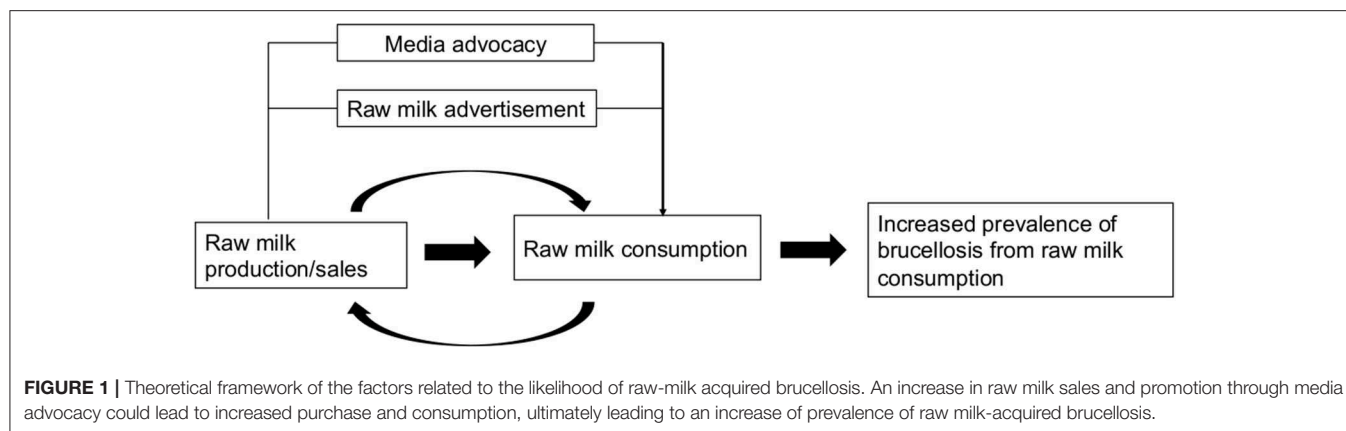 Media advocacy
Raw milk advertisement
Raw milk
production/sales
Raw milk consumption
Increased prevalence of
brucellosis from raw milk
consumption
FIGURE 1 | Theoretical framework of the factors related to the likelihood of raw-milk acquired brucellosis. An increase in raw milk sales and promotion through media
advocacy could lead to increased purchase and consumption, ultimately leading to an increase of prevalence of raw milk-acquired brucellosis.